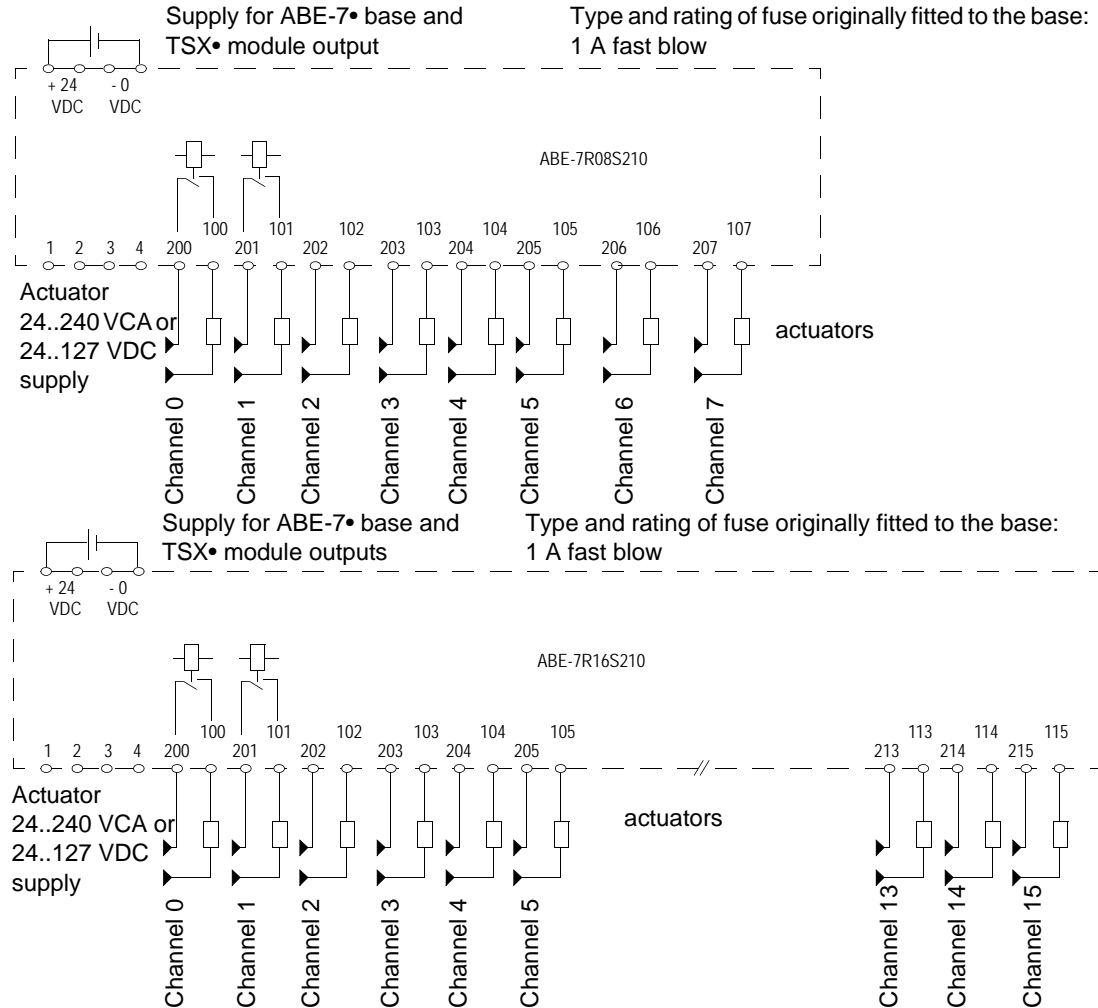 Supply for ABE-7• base and
TSX• module output
Type and rating of fuse originally fitted to the base:
1 A fast blow
+ 24 - 0
VDC VDC
ABE-7R08S210
100 101 102 103 104 105 106 107
1 2 3 4 200 201 202 203 204 205 206 207
Actuator
24..240 VCA or
24..127 VDC
supply
actuators
Channel 0
Channel 1
Channel 2
Channel 3
Channel 4
Channel 5
Channel 6
Channel 7
Supply for ABE-7• base and
TSX• module outputs
Type and rating of fuse originally fitted to the base:
1 A fast blow
+ 24 - 0
VDC VDC
ABE-7R16S210
100 101 102 103 104 105 113 114 115
1 2 3 4 200 201 202 203 204 205 213 214 215
Actuator
24..240 VCA or
24..127 VDC
supply
actuators
Channel 0
Channel 1
Channel 2
Channel 3
Channel 4
Channel 5
Channel 13
Channel 14
Channel 15